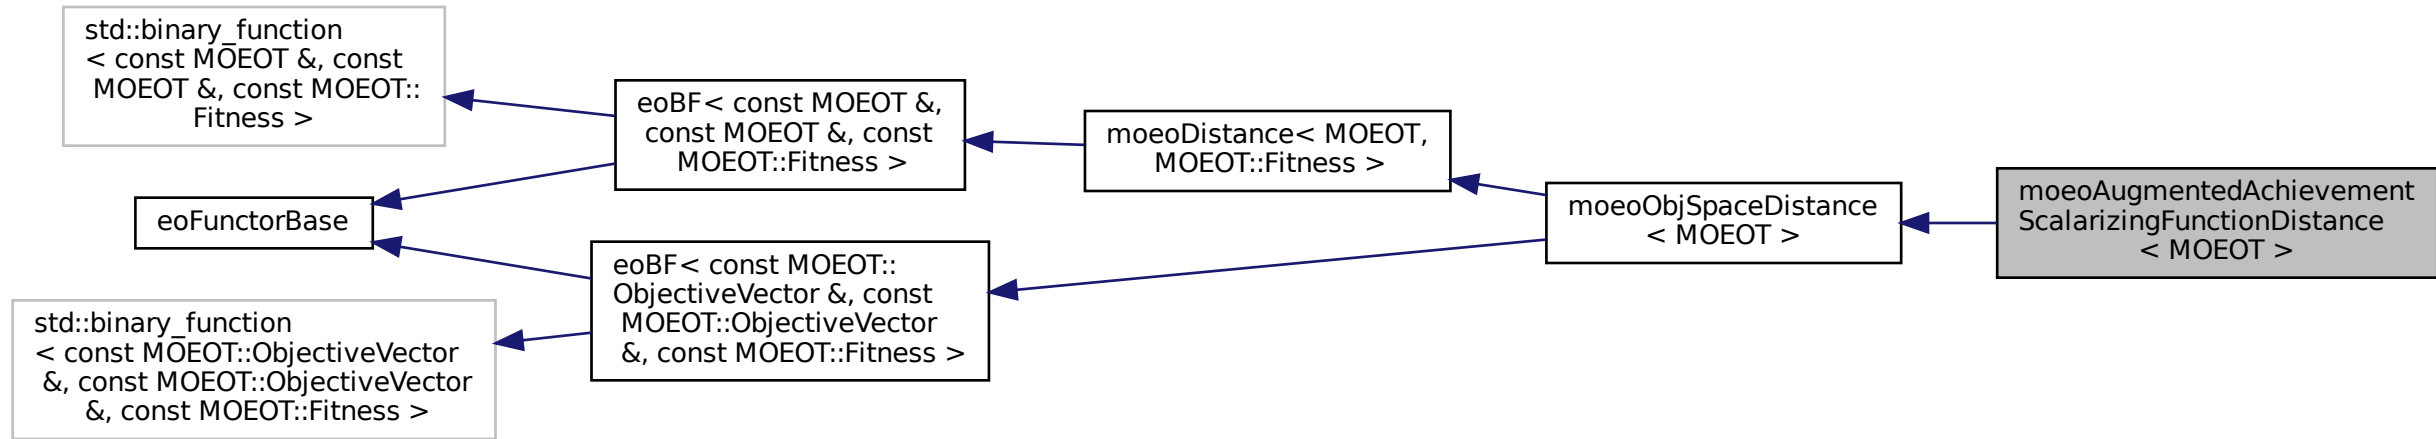 std::binary_function
< const MOEOT &, const
MOEOT &, const MOEOT::
Fitness >
eoFunctorBase
std::binary_function
< const MOEOT::ObjectiveVector
&, const MOEOT::ObjectiveVector
&, const MOEOT::Fitness >
eoBF< const MOEOT &,
const MOEOT &, const
MOEOT::Fitness >
eoBF< const MOEOT::
ObjectiveVector &, const
MOEOT::ObjectiveVector
&, const MOEOT::Fitness >
moeoDistance< MOEOT,
MOEOT::Fitness >
moeoObjSpaceDistance
< MOEOT >
moeoAugmentedAchievement
ScalarizingFunctionDistance
< MOEOT >